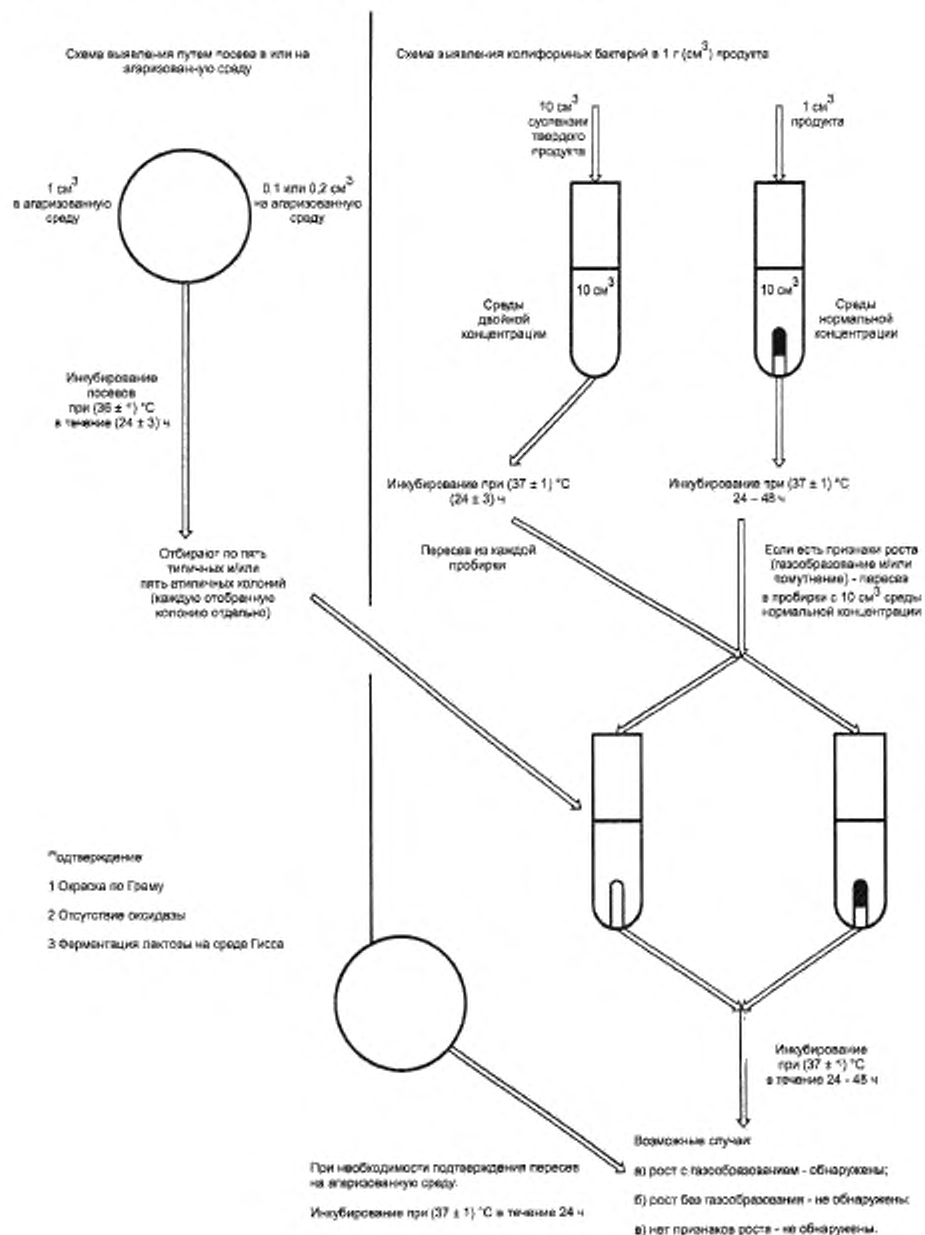 Схема выявления путем посева в или на
агаризованную среду
1 см³
в агаризованную
среду
0,1 или 0,2 см³
на агаризованную
среду
Инкубирование
посевов
при (36 ± 1) °С
в течение (24 ± 3) ч
Отбирают по пять
типичных и/или
пять атипичных колоний
(каждую отобранную
колонию отдельно)
Схема выявления колиформных бактерий в 1 г (см³) продукта
10 см³
суспензии
твердого
продукта
1 см³
продукта
10 см³
10 см³
Среды
двойной
концентрации
Среды
нормальной
концентрации
Инкубирование при (37 ± 1) °С
(24 ± 3) ч
Инкубирование при (37 ± 1) °С
24 – 48 ч
Пересев из каждой
пробирки
Если есть признаки роста
(газообразование и/или
помутнение) - пересев
в пробирки с 10 см³ среды
нормальной концентрации
Подтверждение
1 Окраска по Граму
2 Отсутствие оксидазы
3 Ферментация лактозы на среде Гисса
Инкубирование
при (37 ± 1) °С
в течение 24 - 48 ч
При необходимости подтверждения пересев
на агаризованную среду.
Инкубирование при (37 ± 1) °С в течение 24 ч
Возможные случаи
а) рост с газообразованием - обнаружены;
б) рост без газообразования - не обнаружены;
в) нет признаков роста - не обнаружены.